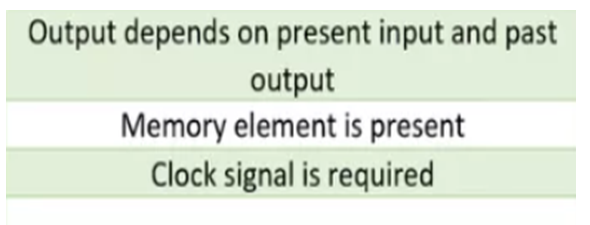 Output depends on present input and past
output
Memory element is present
Clock signal is required